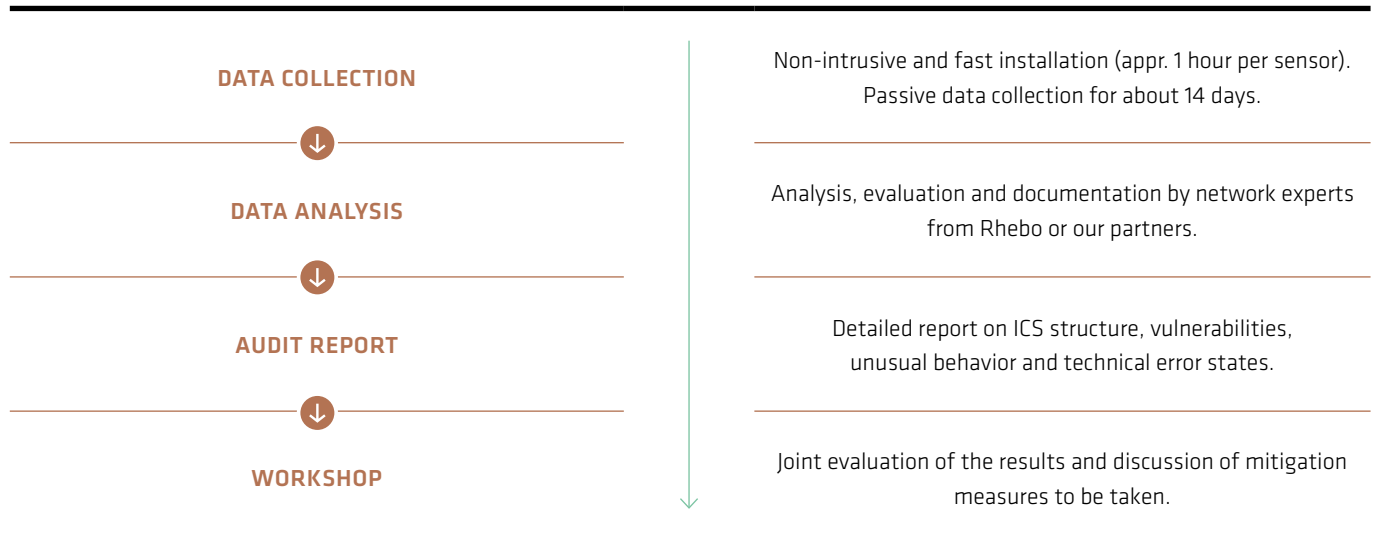 DATA COLLECTION
Non-intrusive and fast installation (appr. 1 hour per sensor).
Passive data collection for about 14 days.
DATA ANALYSIS
Analysis, evaluation and documentation by network experts
from Rhebo or our partners.
AUDIT REPORT
Detailed report on ICS structure, vulnerabilities,
unusual behavior and technical error states.
WORKSHOP
Joint evaluation of the results and discussion of mitigation
measures to be taken.